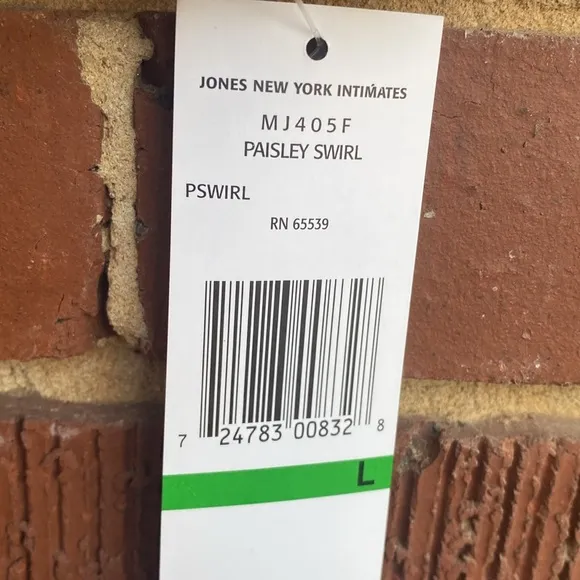 JONES NEW YORK INTIMATES
MJ405F
PAISLEY SWIRL
PSWIRL
RN 65539
7 24783 00832 8
L